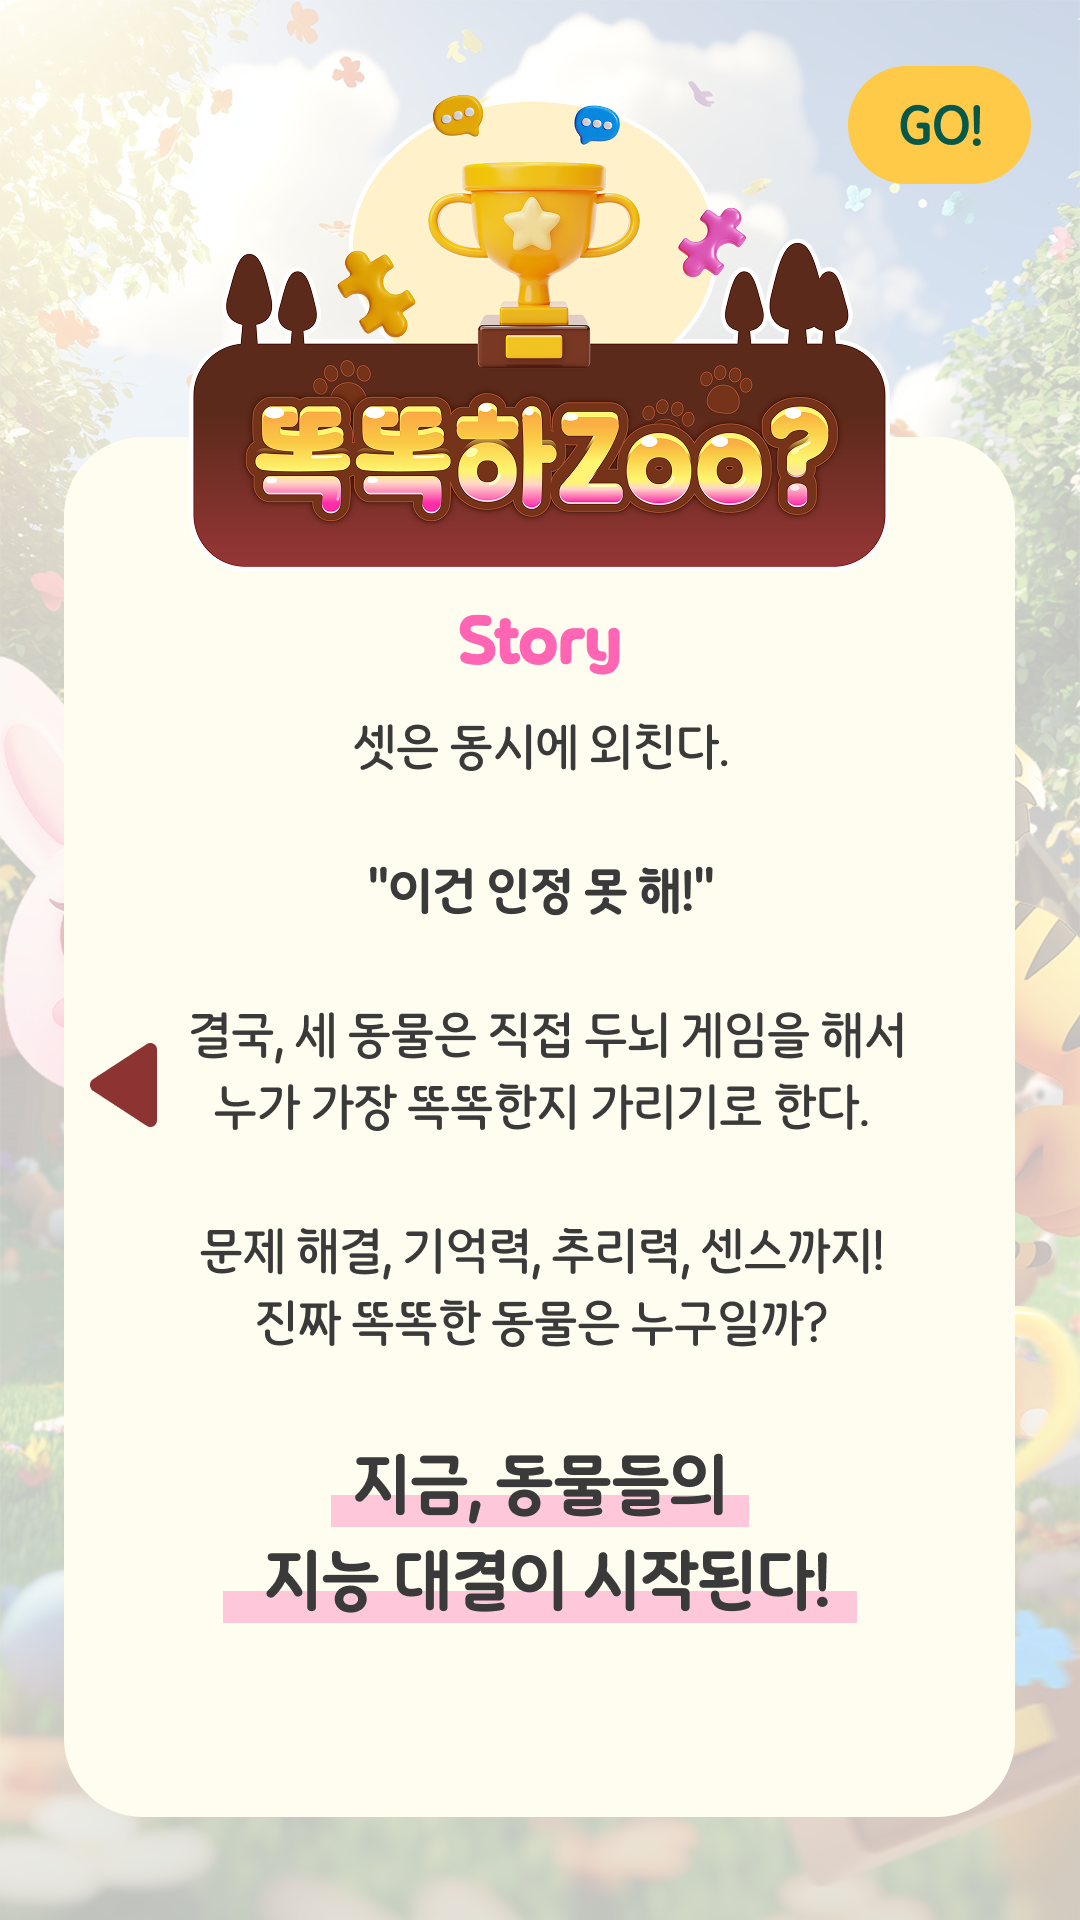 GO!
똑똑하Zoo?
Story
셋은 동시에 외친다.
"이건 인정 못 해!"
결국, 세 동물은 직접 두뇌 게임을 해서
누가 가장 똑똑한지 가리기로 한다.
문제 해결, 기억력, 추리력, 센스까지!
진짜 똑똑한 동물은 누구일까?
지금, 동물들의
지능 대결이 시작된다!